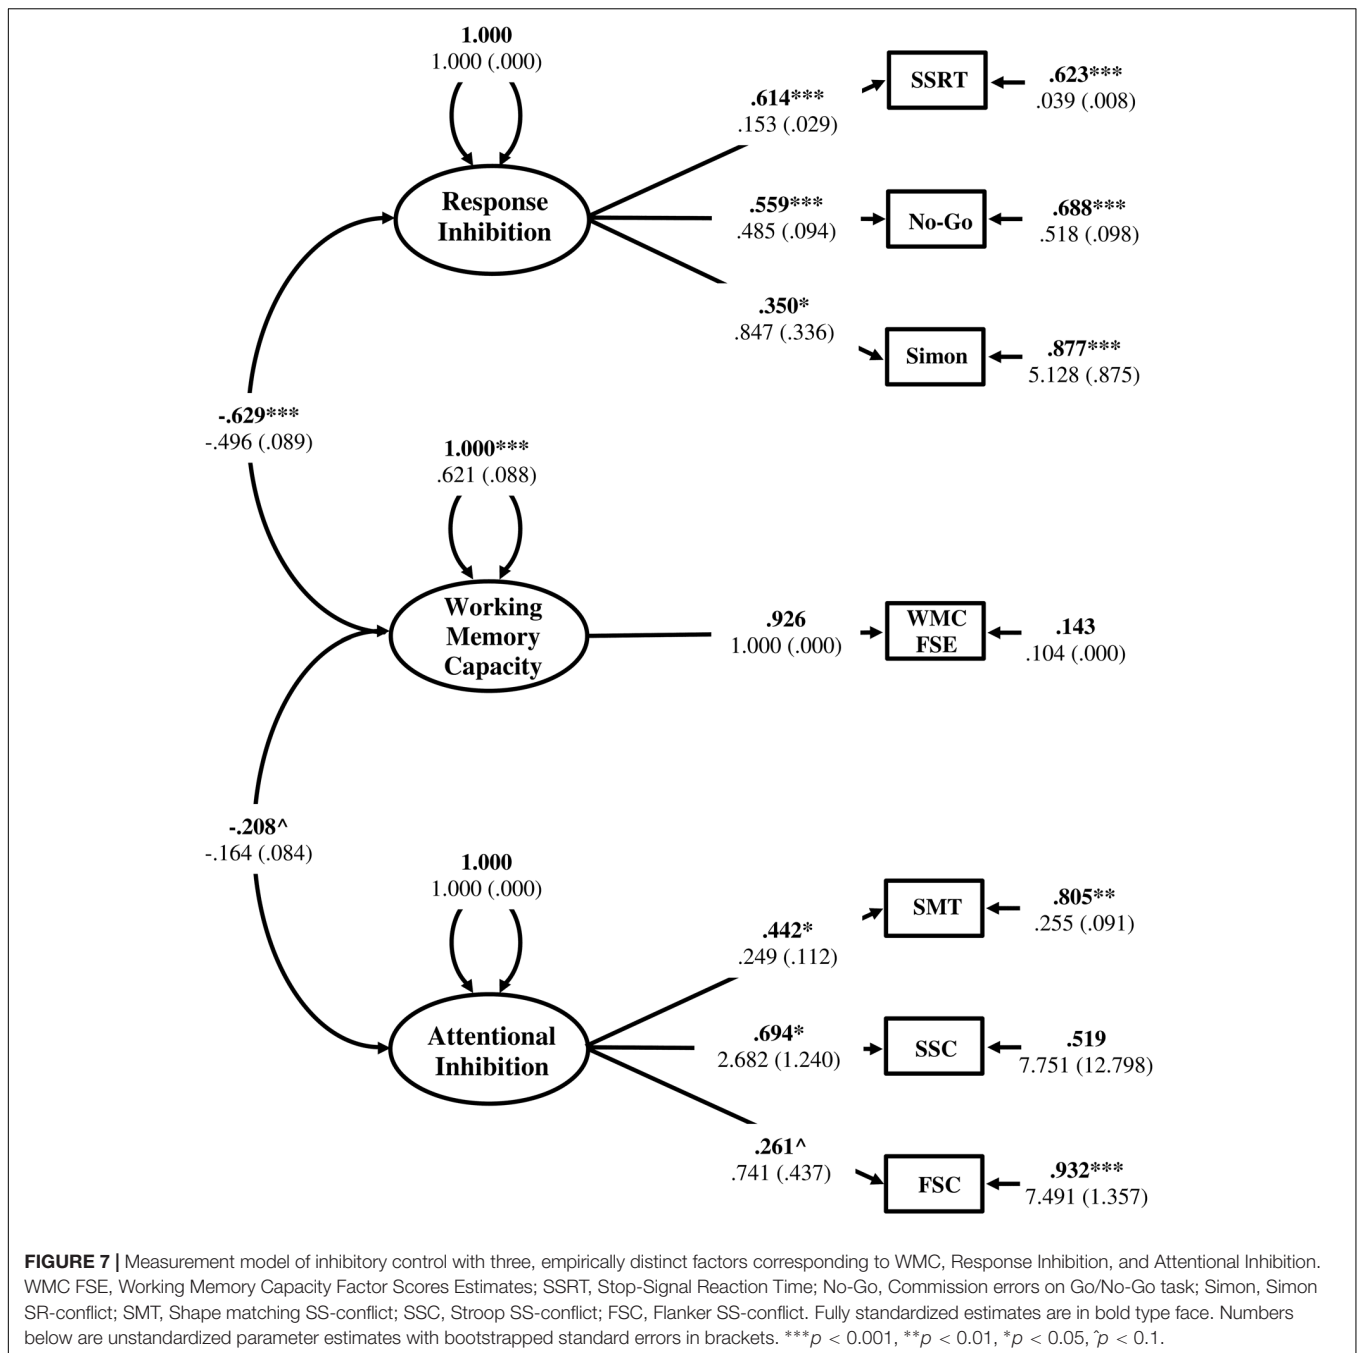 1.000
1.000 (.000)
Response
Inhibition
.614***
.153 (.029)
SSRT
.623***
.039 (.008)
.559***
.485 (.094)
No-Go
.688***
.518 (.098)
.350*
.847 (.336)
Simon
.877***
5.128 (.875)
-.629***
-.496 (.089)
1.000***
.621 (.088)
Working
Memory
Capacity
.926
1.000 (.000)
WMC
FSE
.143
.104 (.000)
-.208^
-.164 (.084)
1.000
1.000 (.000)
Attentional
Inhibition
.442*
.249 (.112)
SMT
.805**
.255 (.091)
.694*
2.682 (1.240)
SSC
.519
7.751 (12.798)
.261^
.741 (.437)
FSC
.932***
7.491 (1.357)
FIGURE 7 | Measurement model of inhibitory control with three, empirically distinct factors corresponding to WMC, Response Inhibition, and Attentional Inhibition.
WMC FSE, Working Memory Capacity Factor Scores Estimates; SSRT, Stop-Signal Reaction Time; No-Go, Commission errors on Go/No-Go task; Simon, Simon
SR-conflict; SMT, Shape matching SS-conflict; SSC, Stroop SS-conflict; FSC, Flanker SS-conflict. Fully standardized estimates are in bold type face. Numbers
below are unstandardized parameter estimates with bootstrapped standard errors in brackets. ***p < 0.001, **p < 0.01, *p < 0.05, ^p < 0.1.